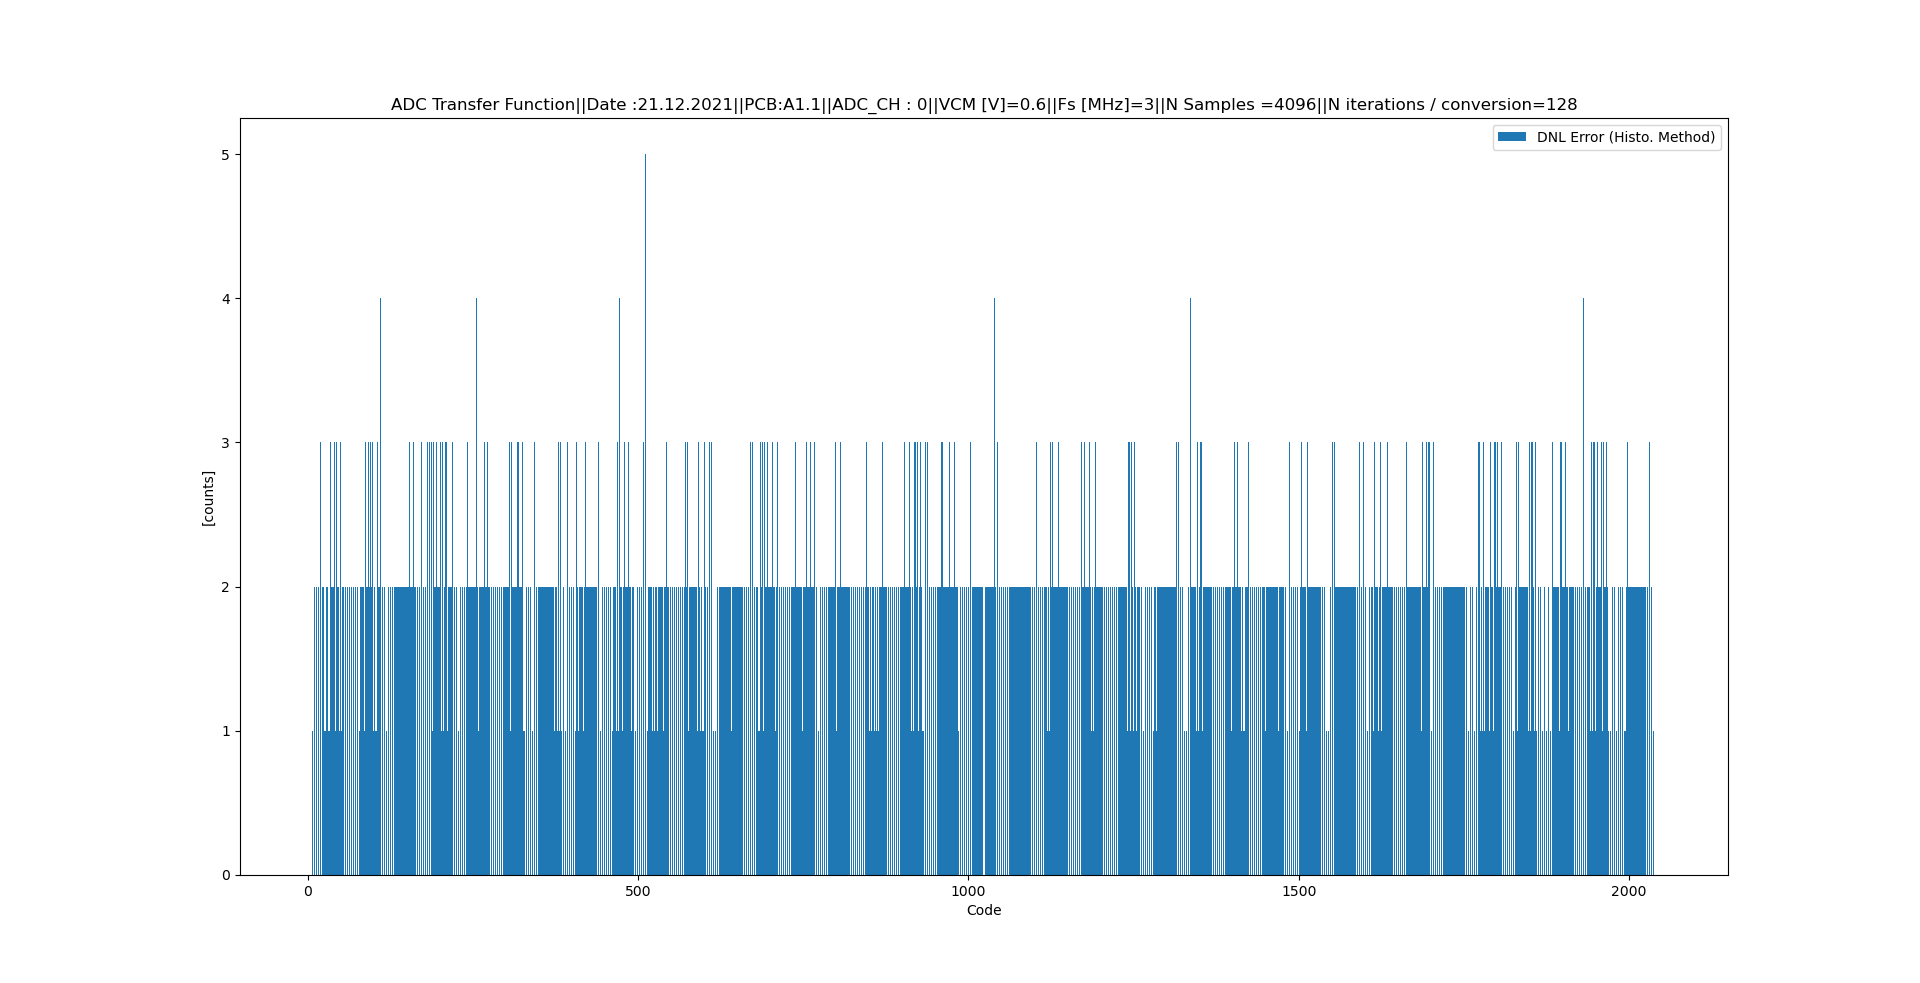 ADC Transfer Function||Date :21.12.2021||PCB:A1.1||ADC_CH : 0||VCM [V]=0.6||Fs [MHz]=3||N Samples =4096||N iterations / conversion=128
DNL Error (Histo. Method)
5
4
3
2
1
0
[counts]
0 500 1000 1500 2000
Code